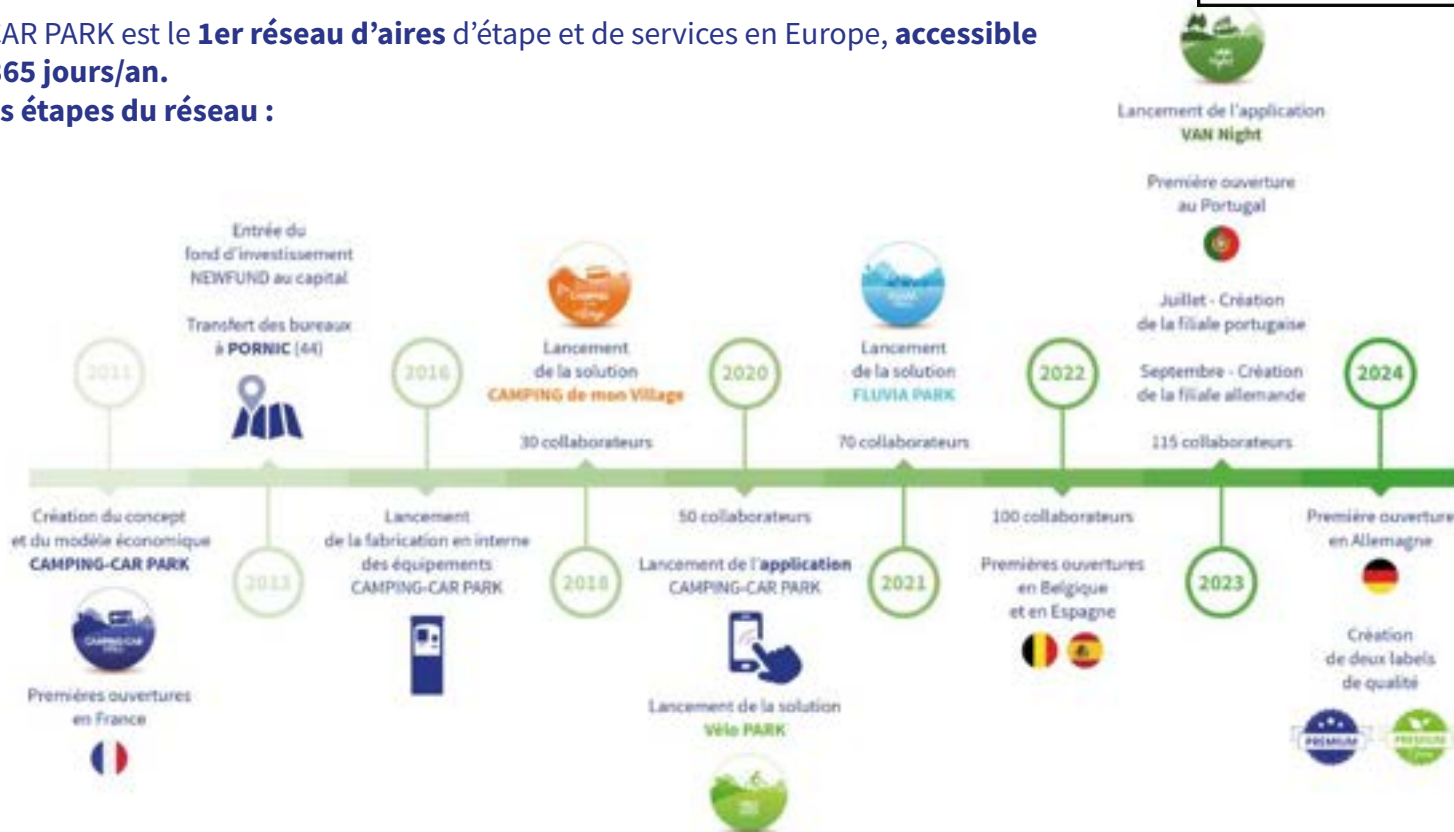 CAR PARK est le 1er réseau d’aires d’étape et de services en Europe, accessible
365 jours/an.
s étapes du réseau :
2011
Création du concept
et du modèle économique
CAMPING-CAR PARK
CAMPING-CAR
Premières ouvertures
en France
Entrée du
fond d’investissement
NEWFUND au capital
Transfert des bureaux
à PORNIC (44)
2013
2016
Lancement
de la fabrication en interne
des équipements
CAMPING-CAR PARK
Lancement
de la solution
CAMPING de mon Village
30 collaborateurs
2018
2020
50 collaborateurs
Lancement de l’application
CAMPING-CAR PARK
Lancement de la solution
Vélo PARK
Lancement
de la solution
FLUVIA PARK
70 collaborateurs
2021
2022
100 collaborateurs
Premières ouvertures
en Belgique
et en Espagne
Lancement de l’application
VAN Night
Première ouverture
au Portugal
Juillet - Création
de la filiale portugaise
Septembre - Création
de la filiale allemande
115 collaborateurs
2023
2024
Première ouverture
en Allemagne
Création
de deux labels
de qualité
PREMIUM
PREMIUM